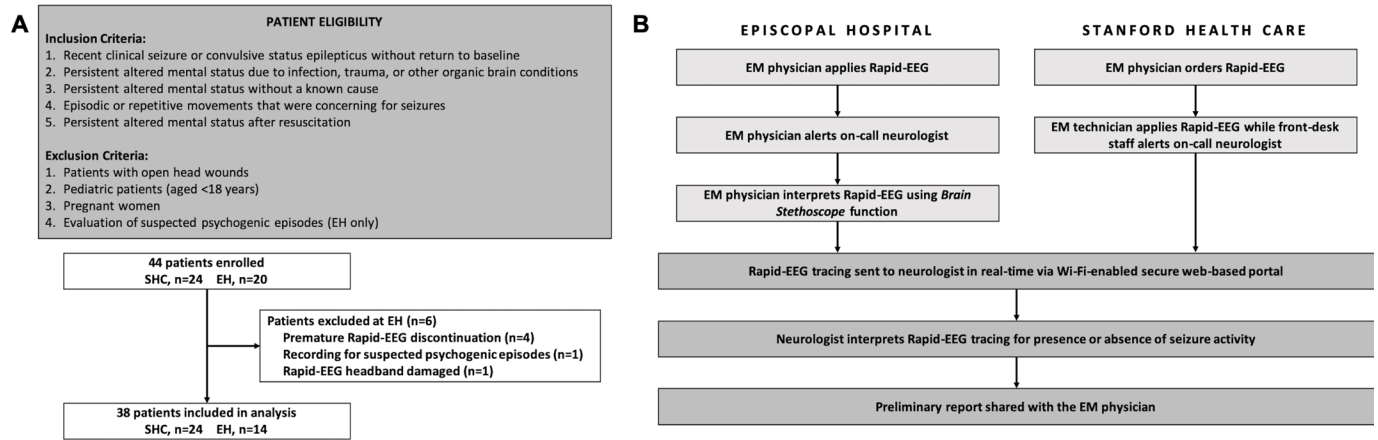 A
PATIENT ELIGIBILITY
Inclusion Criteria:
1. Recent clinical seizure or convulsive status epilepticus without return to baseline
2. Persistent altered mental status due to infection, trauma, or other organic brain conditions
3. Persistent altered mental status without a known cause
4. Episodic or repetitive movements that were concerning for seizures
5. Persistent altered mental status after resuscitation
Exclusion Criteria:
1. Patients with open head wounds
2. Pediatric patients (aged <18 years)
3. Pregnant women
4. Evaluation of suspected psychogenic episodes (EH only)
44 patients enrolled
SHC, n=24 EH, n=20
Patients excluded at EH (n=6)
Premature Rapid-EEG discontinuation (n=4)
Recording for suspected psychogenic episodes (n=1)
Rapid-EEG headband damaged (n=1)
38 patients included in analysis
SHC, n=24 EH, n=14
B
EPISCOPAL HOSPITAL
EM physician applies Rapid-EEG
EM physician alerts on-call neurologist
EM physician interprets Rapid-EEG using Brain
Stethoscope function
STANFORD HEALTH CARE
EM physician orders Rapid-EEG
EM technician applies Rapid-EEG while front-desk
staff alerts on-call neurologist
Rapid-EEG tracing sent to neurologist in real-time via Wi-Fi-enabled secure web-based portal
Neurologist interprets Rapid-EEG tracing for presence or absence of seizure activity
Preliminary report shared with the EM physician